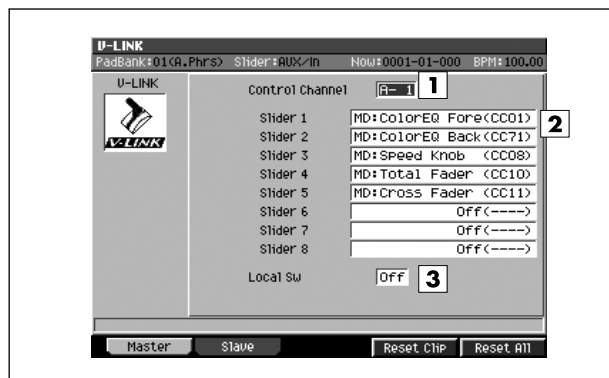 V-LINK
PadBank:01(A.Phrs) Slider:AUX/In Now:0001-01-000 BPM:100.00
V-LINK
V-LINK
Control Channel A- 1 1
Slider 1 MD:ColorEQ Fore(CC01) 2
Slider 2 MD:ColorEQ Back(CC71)
Slider 3 MD:Speed Knob (CC08)
Slider 4 MD:Total Fader (CC10)
Slider 5 MD:Cross Fader (CC11)
Slider 6 Off(----)
Slider 7 Off(----)
Slider 8 Off(----)
Local Sw Off 3
Master Slave Reset Clip Reset All